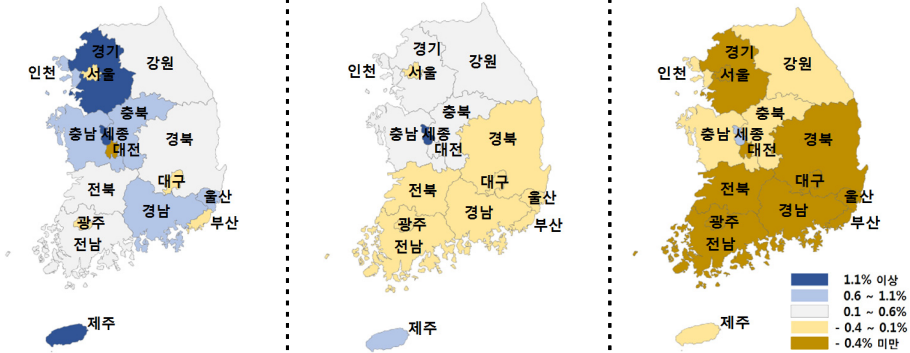 경기
서울
인천
강원
충북
충남
세종
대전
경북
전북
대구
울산
경남
부산
광주
전남
제주
경기
서울
인천
강원
충북
충남
세종
대전
경북
전북
대구
울산
경남
부산
광주
전남
제주
경기
서울
인천
강원
충북
충남
세종
대전
경북
전북
대구
울산
경남
부산
광주
전남
제주
1.1% 이상
0.6 ~ 1.1%
0.1 ~ 0.6%
- 0.4 ~ 0.1%
- 0.4% 미만